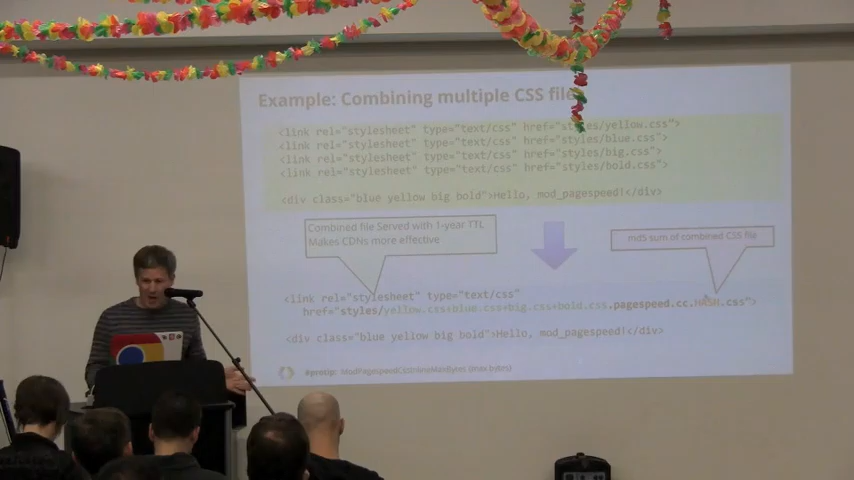 Example: Combining multiple CSS file
<link rel="stylesheet" type="text/css" href="styles/yellow.css">
<link rel="stylesheet" type="text/css" href="styles/blue.css">
<link rel="stylesheet" type="text/css" href="styles/big.css">
<link rel="stylesheet" type="text/css" href="styles/bold.css">
<div class="blue yellow big bold">Hello, mod_pagespeed!</div>
Combined file Served with 1-year TTL
Makes CDNs more effective
md5 sum of combined CSS file
<link rel="stylesheet" type="text/css"
href="styles/yellow.css+blue.css+big.css+bold.css.pagespeed.cc.HASH.css">
<div class="blue yellow big bold">Hello, mod_pagespeed!</div>
#protip: (max bytes)